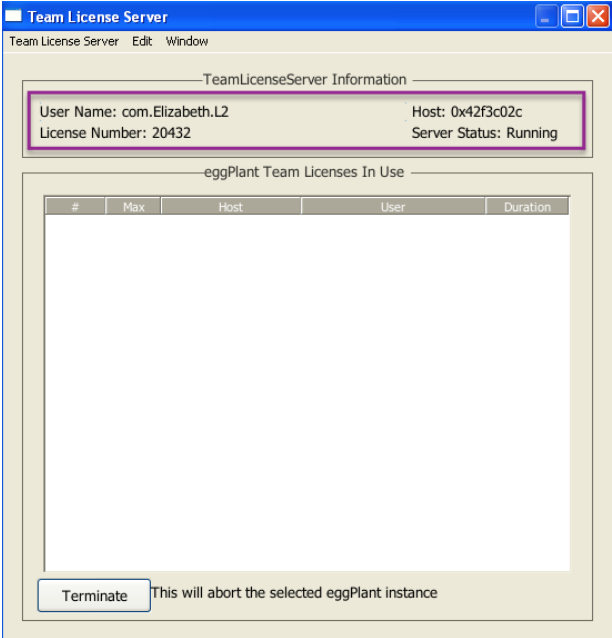 Team License Server
Team License Server Edit Window
TeamLicenseServer Information
User Name: com.Elizabeth.L2 Host: 0x42f3c02c
License Number: 20432 Server Status: Running
eggPlant Team Licenses In Use
# Max Host User Duration
Terminate This will abort the selected eggPlant instance